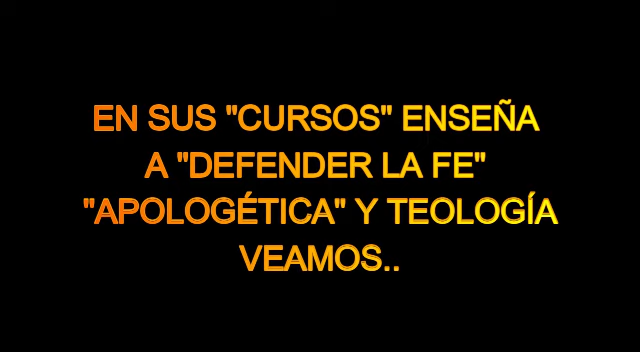 EN SUS "CURSOS" ENSEÑA
A "DEFENDER LA FE"
"APOLOGÉTICA" Y TEOLOGÍA
VEAMOS..